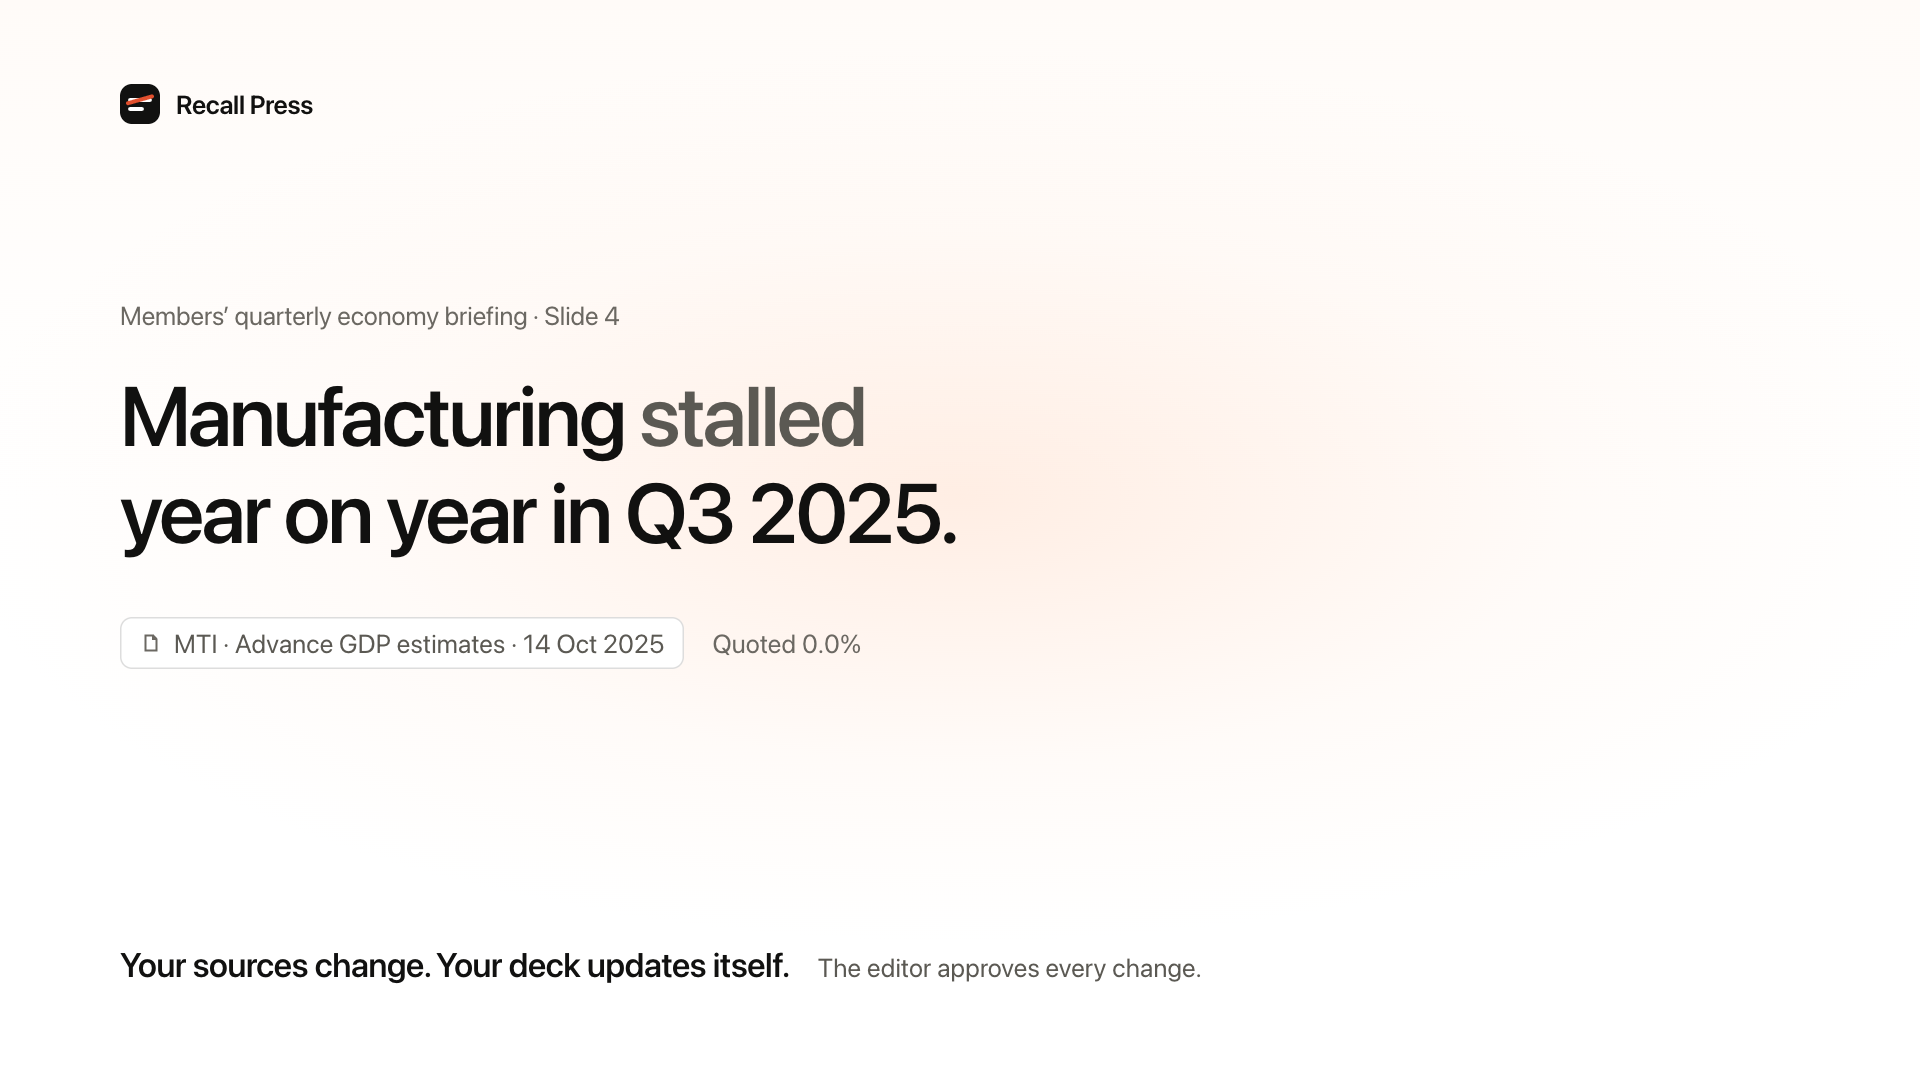 Recall Press
Members’ quarterly economy briefing · Slide 4
Manufacturing stalled
year on year in Q3 2025.
MTI · Advance GDP estimates · 14 Oct 2025 Quoted 0.0%
Your sources change. Your deck updates itself. The editor approves every change.